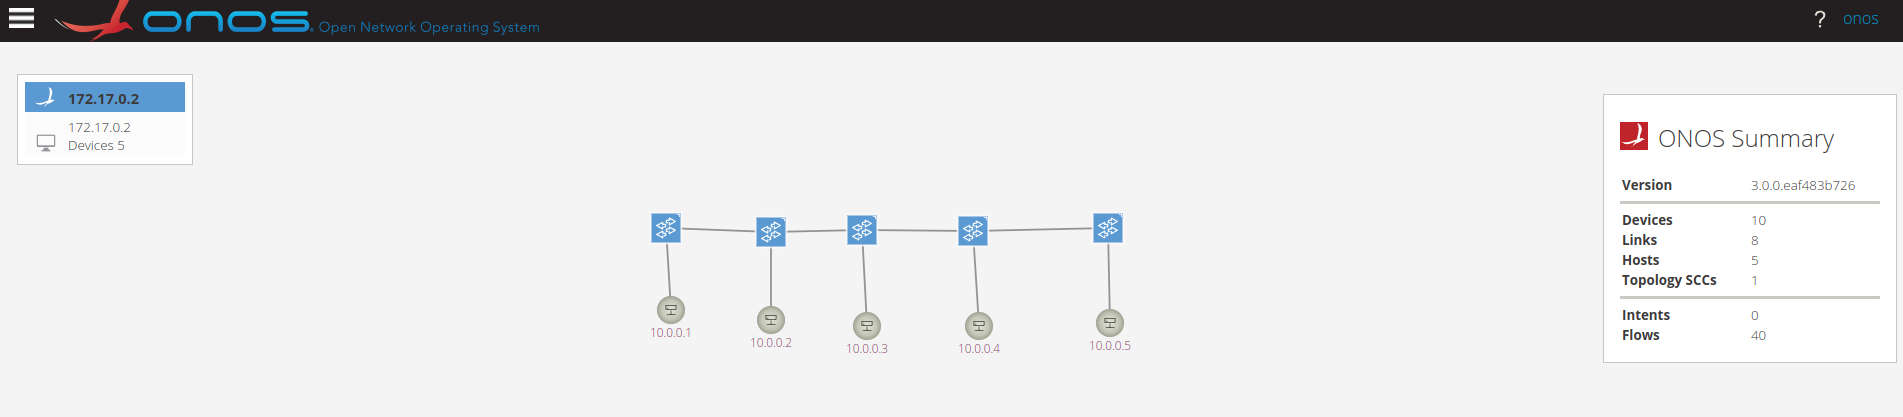 onos Open Network Operating System
? onos
172.17.0.2
172.17.0.2
Devices 5
10.0.0.1
10.0.0.2
10.0.0.3
10.0.0.4
10.0.0.5
ONOS Summary
Version 3.0.0.eaf483b726
Devices 10
Links 8
Hosts 5
Topology SCCs 1
Intents 0
Flows 40